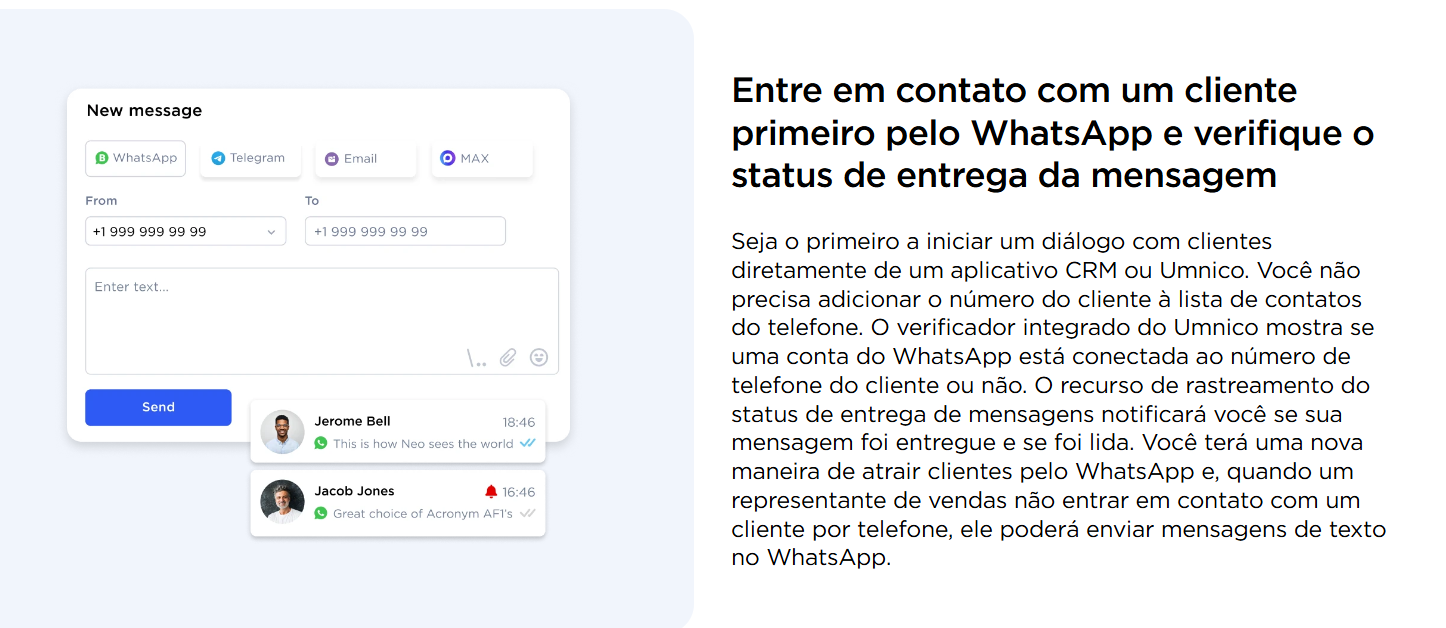 New message
WhatsApp Telegram Email MAX
From To
+1 999 999 99 99 +1 999 999 99 99
Enter text...
Send
Jerome Bell 18:46
This is how Neo sees the world
Jacob Jones 16:46
Great choice of Acronym AF1's
Entre em contato com um cliente
primeiro pelo WhatsApp e verifique o
status de entrega da mensagem
Seja o primeiro a iniciar um diálogo com clientes
diretamente de um aplicativo CRM ou Umnico. Você não
precisa adicionar o número do cliente à lista de contatos
do telefone. O verificador integrado do Umnico mostra se
uma conta do WhatsApp está conectada ao número de
telefone do cliente ou não. O recurso de rastreamento do
status de entrega de mensagens notificará você se sua
mensagem foi entregue e se foi lida. Você terá uma nova
maneira de atrair clientes pelo WhatsApp e, quando um
representante de vendas não entrar em contato com um
cliente por telefone, ele poderá enviar mensagens de texto
no WhatsApp.